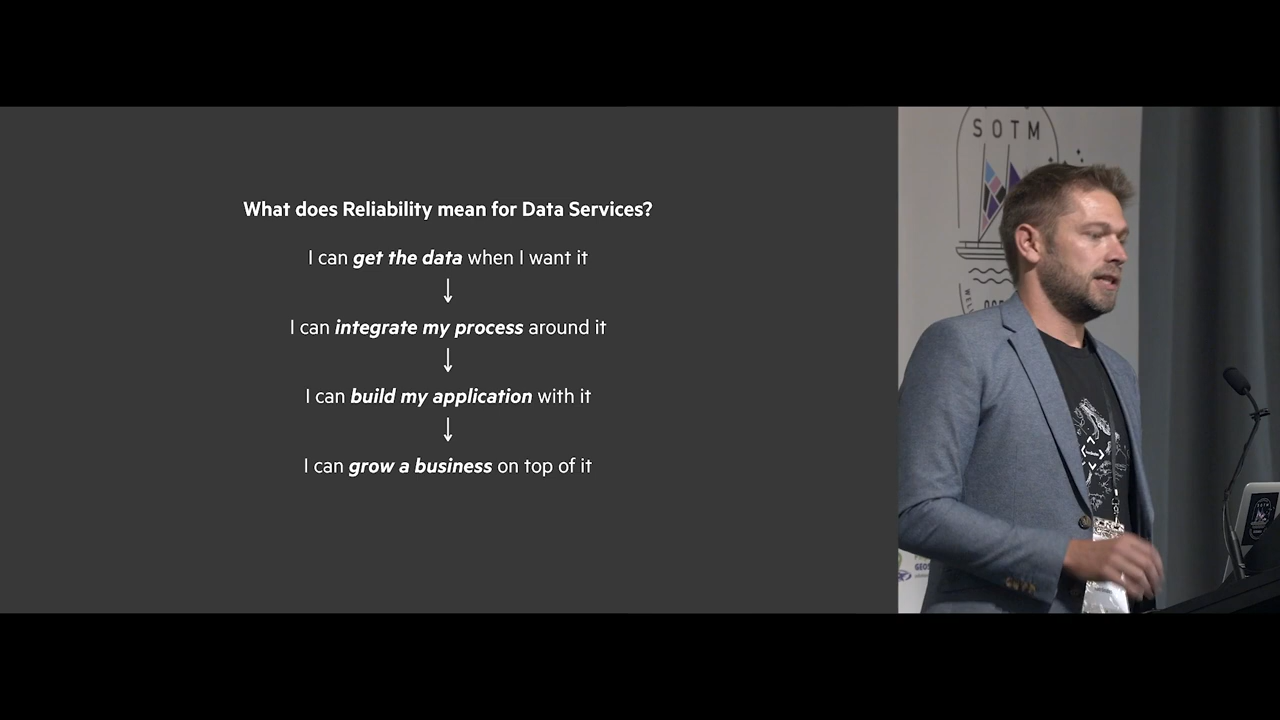 What does Reliability mean for Data Services?
I can get the data when I want it
↓
I can integrate my process around it
↓
I can build my application with it
↓
I can grow a business on top of it
SOTM
SOTM